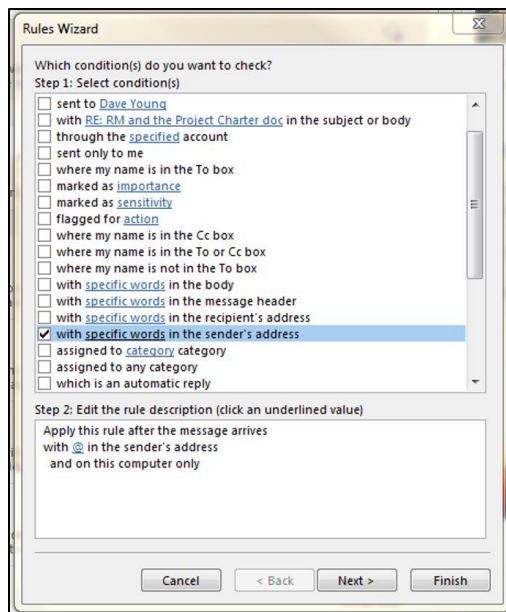 Rules Wizard
Which condition(s) do you want to check?
Step 1: Select condition(s)
sent to Dave Young
with RE: RM and the Project Charter doc in the subject or body
through the specified account
sent only to me
where my name is in the To box
marked as importance
marked as sensitivity
flagged for action
where my name is in the Cc box
where my name is in the To or Cc box
where my name is not in the To box
with specific words in the body
with specific words in the message header
with specific words in the recipient's address
with specific words in the sender's address
assigned to category category
assigned to any category
which is an automatic reply
Step 2: Edit the rule description (click an underlined value)
Apply this rule after the message arrives
with @ in the sender's address
and on this computer only
Cancel < Back Next > Finish